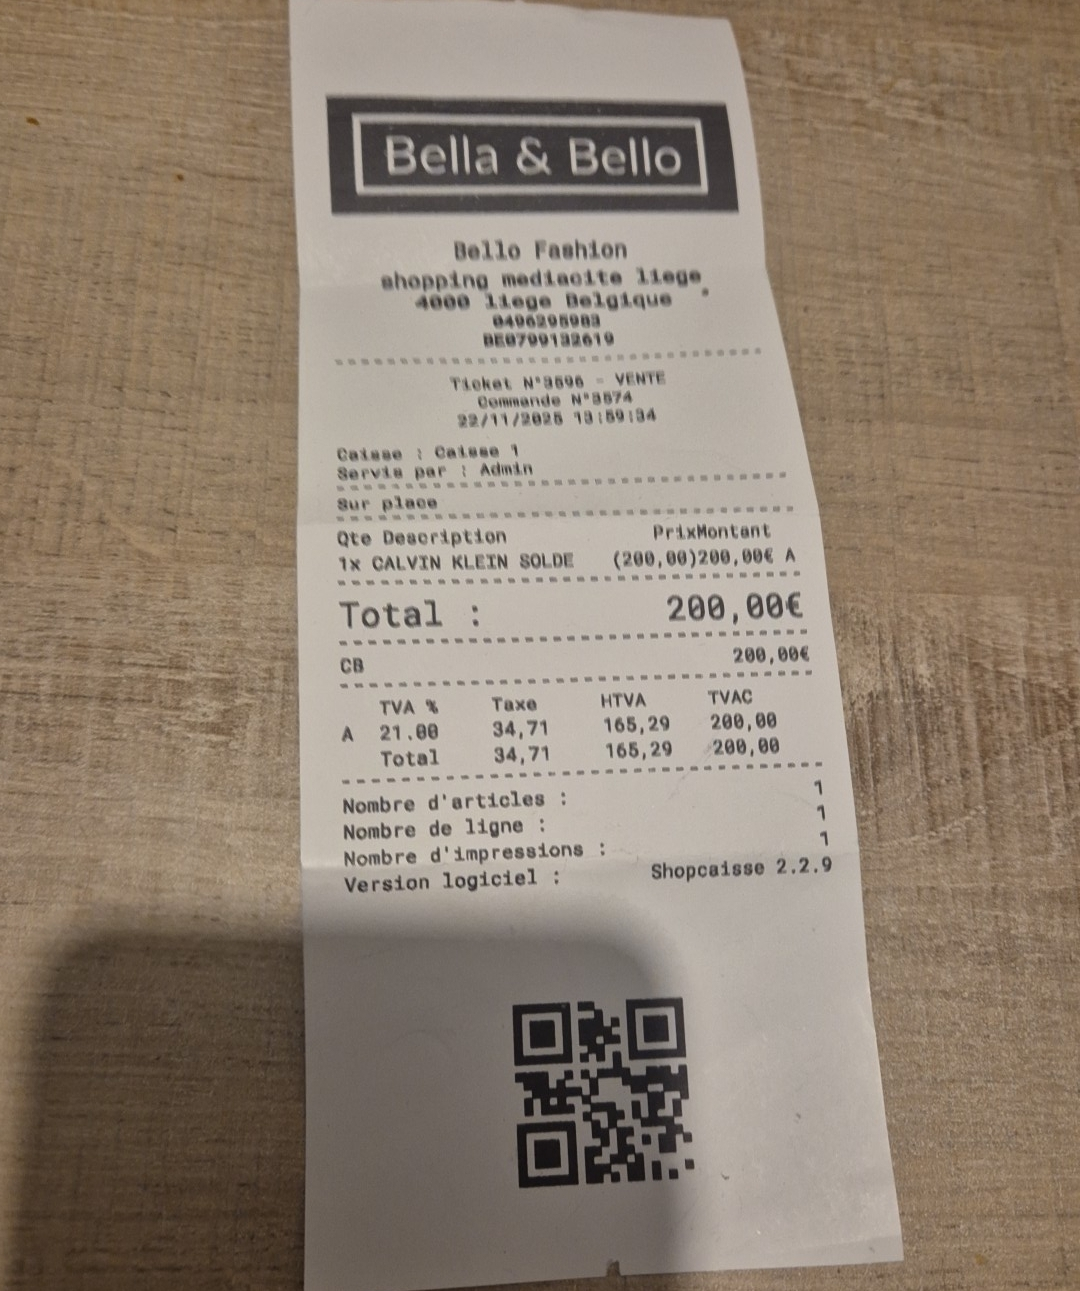 Bella & Bello
Bello Fashion
shopping mediacite liege
4000 liege Belgique
0496295983
BE0799132619
Ticket N°3596 - VENTE
Commande N°3574
22/11/2025 13:59:34
Caisse : Caisse 1
Servis par : Admin
Sur place
Qte Description PrixMontant
1x CALVIN KLEIN SOLDE (200,00)200,00€ A
Total : 200,00€
CB 200,00€
TVA % Taxe HTVA TVAC
A 21.00 34,71 165,29 200,00
Total 34,71 165,29 200,00
Nombre d'articles : 1
Nombre de ligne : 1
Nombre d'impressions : 1
Version logiciel : Shopcaisse 2.2.9